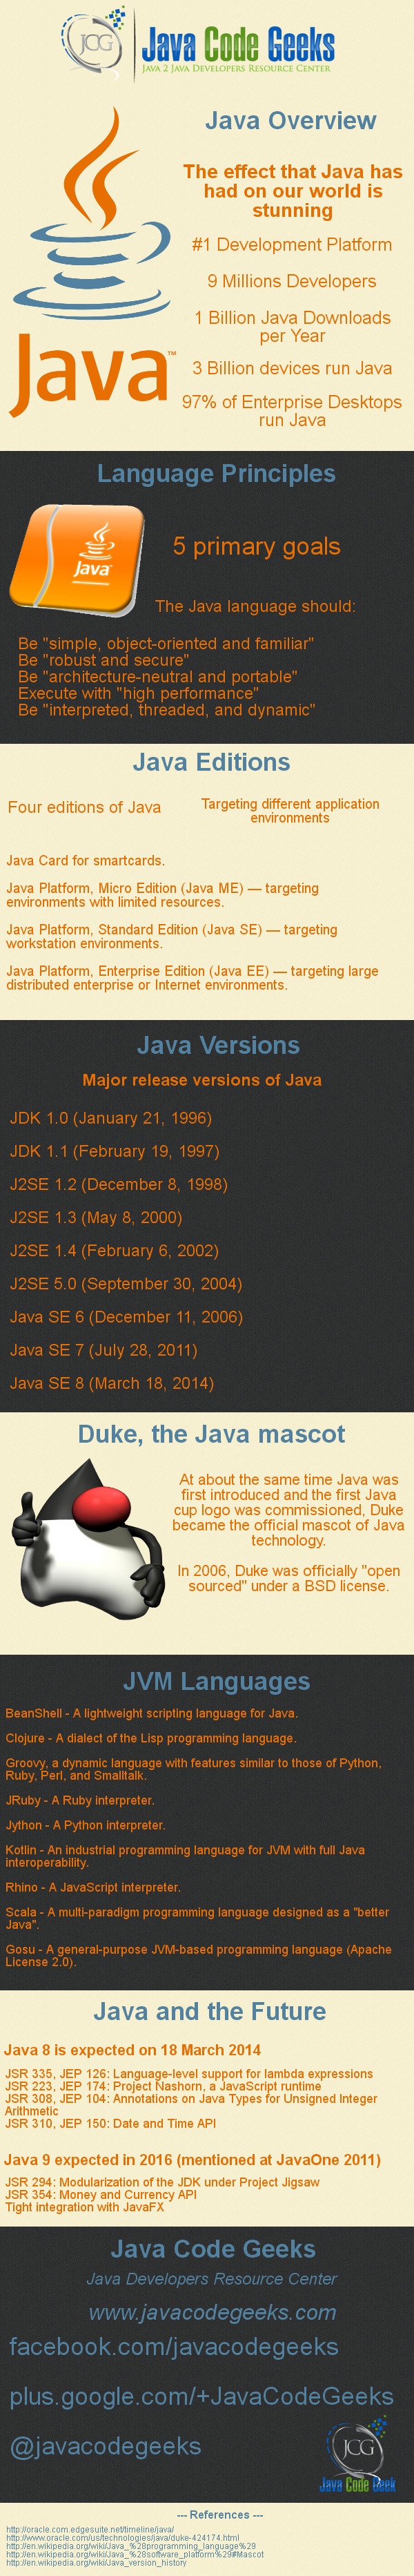 JCG
Java Code Geeks
JAVA 2 JAVA DEVELOPERS RESOURCE CENTER
Java Overview
The effect that Java has
had on our world is
stunning
#1 Development Platform
9 Millions Developers
1 Billion Java Downloads
per Year
3 Billion devices run Java
97% of Enterprise Desktops
run Java
Java™
Language Principles
Java
5 primary goals
The Java language should:
Be "simple, object-oriented and familiar"
Be "robust and secure"
Be "architecture-neutral and portable"
Execute with "high performance"
Be "interpreted, threaded, and dynamic"
Java Editions
Four editions of Java
Targeting different application
environments
Java Card for smartcards.
Java Platform, Micro Edition (Java ME) — targeting
environments with limited resources.
Java Platform, Standard Edition (Java SE) — targeting
workstation environments.
Java Platform, Enterprise Edition (Java EE) — targeting large
distributed enterprise or Internet environments.
Java Versions
Major release versions of Java
JDK 1.0 (January 21, 1996)
JDK 1.1 (February 19, 1997)
J2SE 1.2 (December 8, 1998)
J2SE 1.3 (May 8, 2000)
J2SE 1.4 (February 6, 2002)
J2SE 5.0 (September 30, 2004)
Java SE 6 (December 11, 2006)
Java SE 7 (July 28, 2011)
Java SE 8 (March 18, 2014)
Duke, the Java mascot
At about the same time Java was
first introduced and the first Java
cup logo was commissioned, Duke
became the official mascot of Java
technology.
In 2006, Duke was officially "open
sourced" under a BSD license.
JVM Languages
BeanShell - A lightweight scripting language for Java.
Clojure - A dialect of the Lisp programming language.
Groovy, a dynamic language with features similar to those of Python,
Ruby, Perl, and Smalltalk.
JRuby - A Ruby interpreter.
Jython - A Python interpreter.
Kotlin - An industrial programming language for JVM with full Java
interoperability.
Rhino - A JavaScript interpreter.
Scala - A multi-paradigm programming language designed as a "better
Java".
Gosu - A general-purpose JVM-based programming language (Apache
License 2.0).
Java and the Future
Java 8 is expected on 18 March 2014
JSR 335, JEP 126: Language-level support for lambda expressions
JSR 223, JEP 174: Project Nashorn, a JavaScript runtime
JSR 308, JEP 104: Annotations on Java Types for Unsigned Integer
Arithmetic
JSR 310, JEP 150: Date and Time API
Java 9 expected in 2016 (mentioned at JavaOne 2011)
JSR 294: Modularization of the JDK under Project Jigsaw
JSR 354: Money and Currency API
Tight integration with JavaFX
Java Code Geeks
Java Developers Resource Center
www.javacodegeeks.com
facebook.com/javacodegeeks
plus.google.com/+JavaCodeGeeks
@javacodegeeks
JCG
Java Code Geeks
--- References ---
http://oracle.com.edgesuite.net/timeline/java/
http://www.oracle.com/us/technologies/java/duke-424174.html
http://en.wikipedia.org/wiki/Java_%28programming_language%29
http://en.wikipedia.org/wiki/Java_%28software_platform%29#Mascot
http://en.wikipedia.org/wiki/Java_version_history